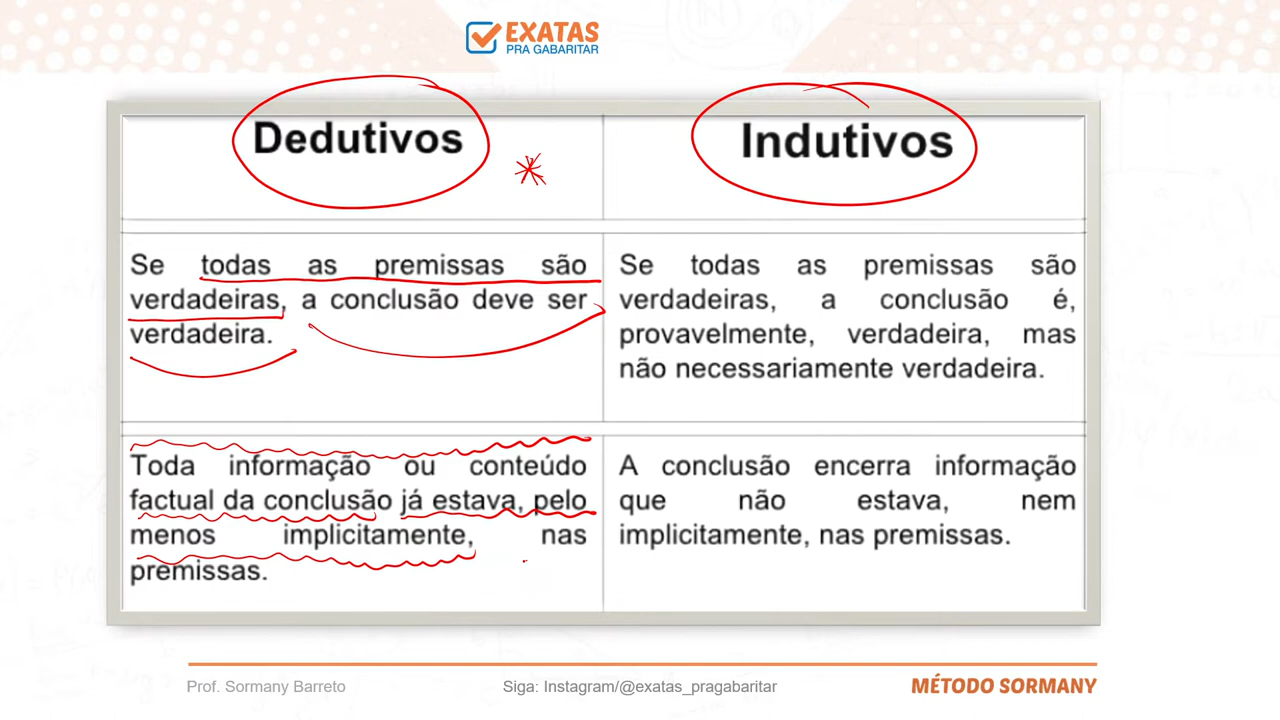 EXATAS
PRA GABARITAR
Dedutivos
Indutivos
Se todas as premissas são
verdadeiras, a conclusão deve ser
verdadeira.
Se todas as premissas são
verdadeiras, a conclusão é,
provavelmente, verdadeira, mas
não necessariamente verdadeira.
Toda informação ou conteúdo
factual da conclusão já estava, pelo
menos implicitamente, nas
premissas.
A conclusão encerra informação
que não estava, nem
implicitamente, nas premissas.
Prof. Sormany Barreto
Siga: Instagram/@exatas_pragabaritar
MÉTODO SORMANY